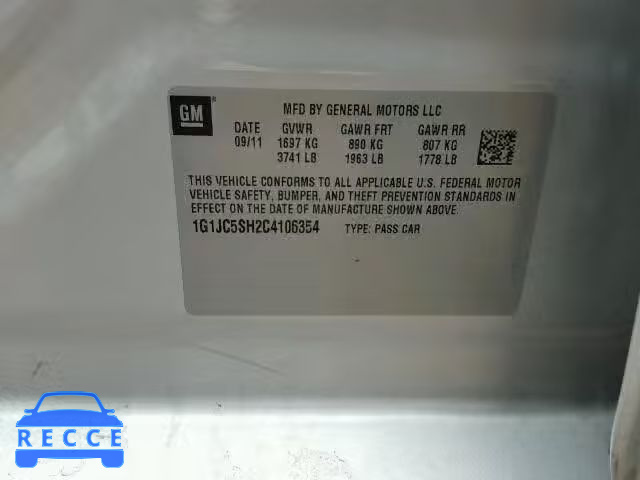 GM
MFD BY GENERAL MOTORS LLC
DATE GVWR GAWR FRT GAWR RR
09/11 1697 KG 890 KG 807 KG
3741 LB 1963 LB 1778 LB
THIS VEHICLE CONFORMS TO ALL APPLICABLE U.S. FEDERAL MOTOR
VEHICLE SAFETY, BUMPER, AND THEFT PREVENTION STANDARDS IN
EFFECT ON THE DATE OF MANUFACTURE SHOWN ABOVE.
1G1JC5SH2C4106354 TYPE: PASS CAR
RECCE